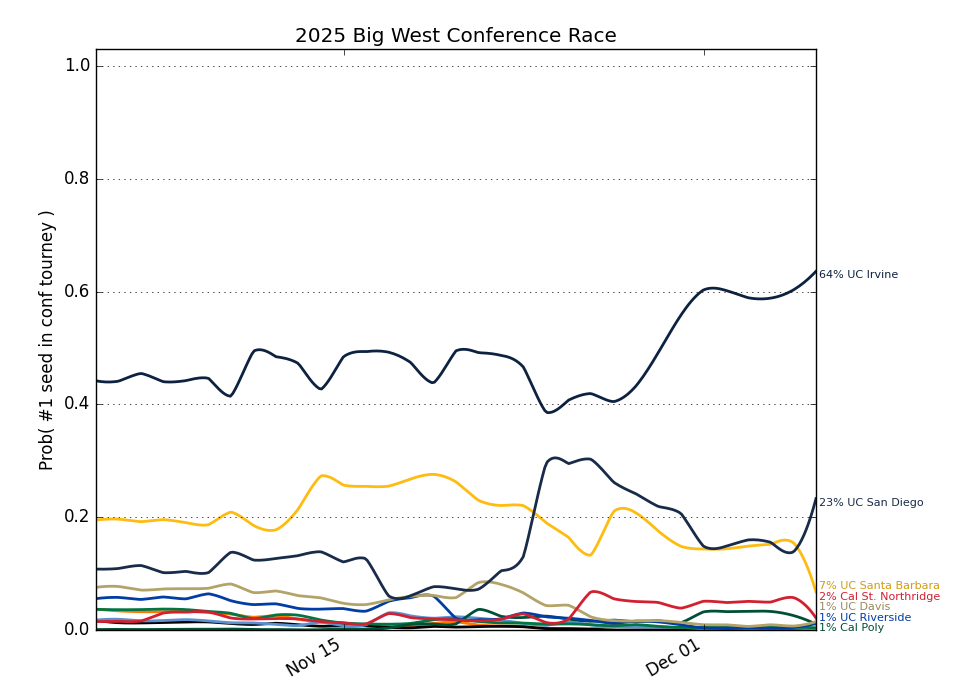 2025 Big West Conference Race
Prob( #1 seed in conf tourney )
1.0
0.8
0.6
0.4
0.2
0.0
Nov 15
Dec 01
64% UC Irvine
23% UC San Diego
7% UC Santa Barbara
2% Cal St. Northridge
1% UC Davis
1% UC Riverside
1% Cal Poly